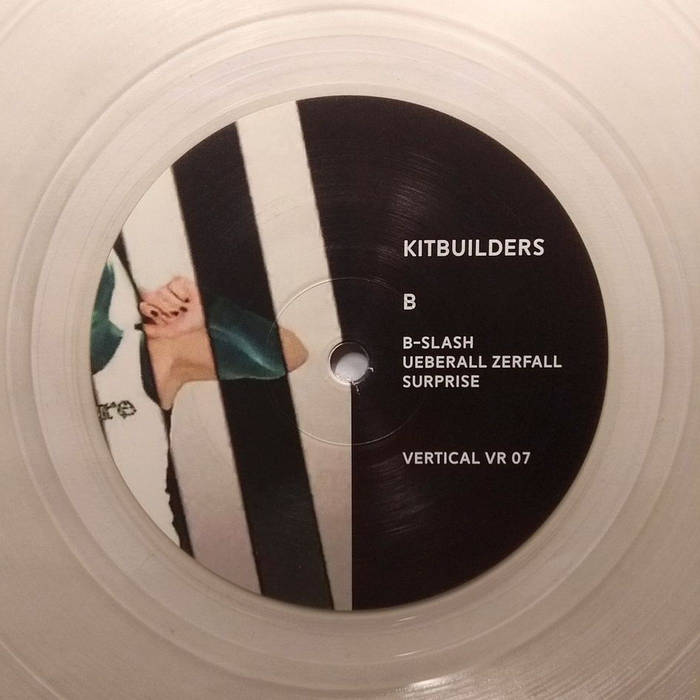 KITBUILDERS
B
B-SLASH
UEBERALL ZERFALL
SURPRISE
VERTICAL VR 07